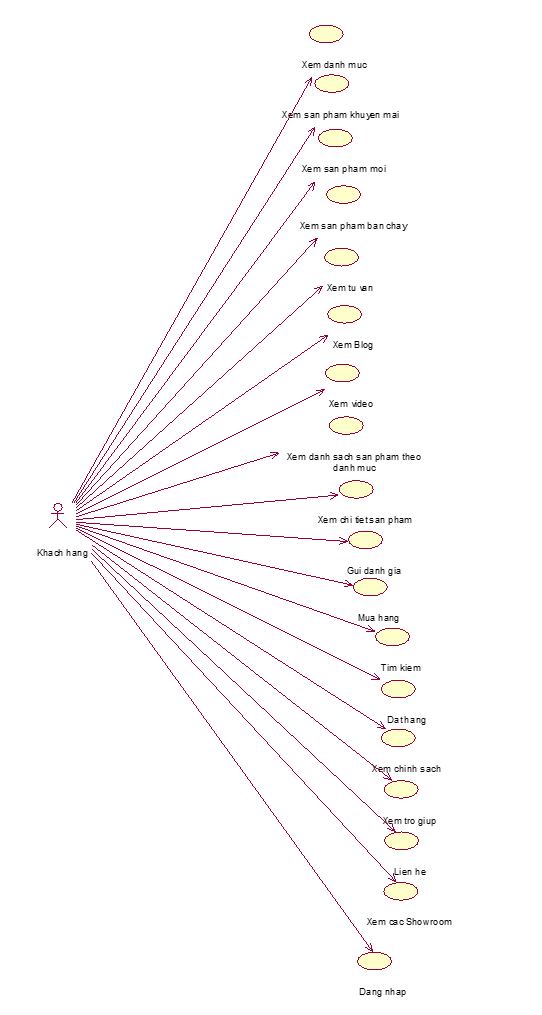 Xem danh muc
Xem san pham khuyen mai
Xem san pham moi
Xem san pham ban chay
Xem tu van
Xem Blog
Xem video
Xem danh sach san pham theo
danh muc
Xem chi tiet san pham
Khach hang
Gui danh gia
Mua hang
Tim kiem
Dat hang
Xem chinh sach
Xem tro giup
Lien he
Xem cac Showroom
Dang nhap